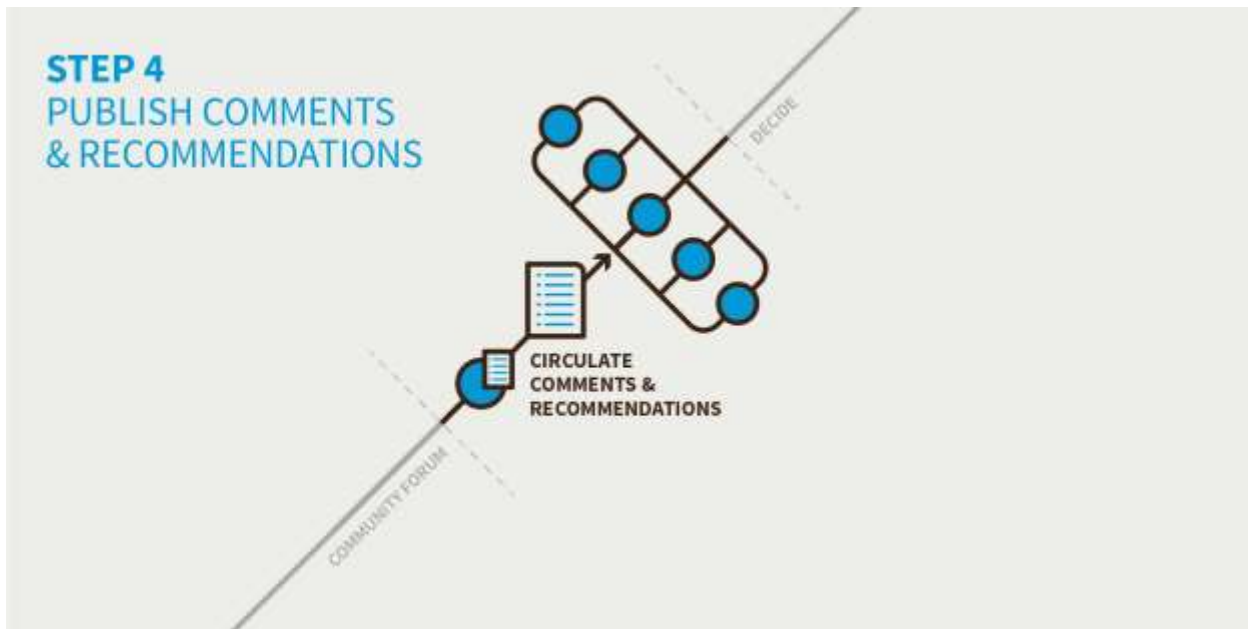 STEP 4
PUBLISH COMMENTS
& RECOMMENDATIONS
DECIDE
CIRCULATE
COMMENTS &
RECOMMENDATIONS
COMMUNITY FORUM